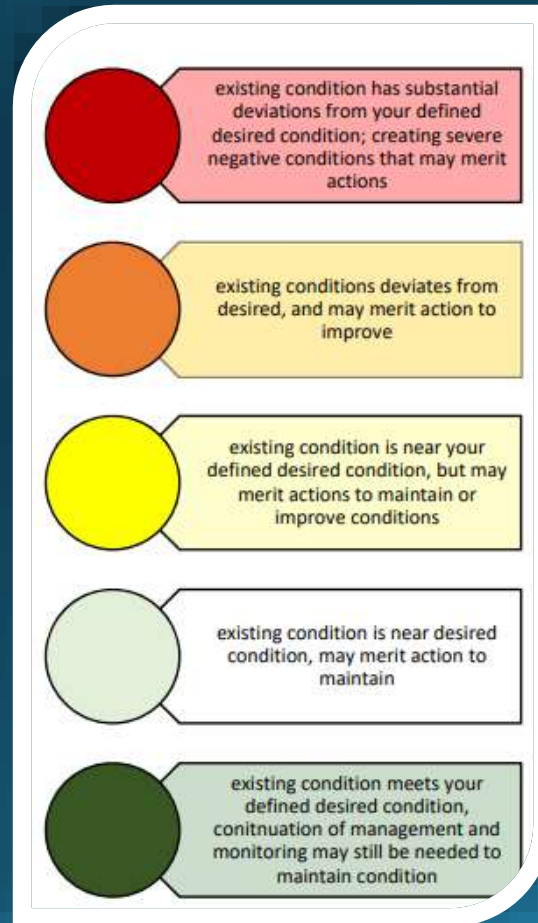 existing condition has substantial
deviations from your defined
desired condition; creating severe
negative conditions that may merit
actions
existing conditions deviates from
desired, and may merit action to
improve
existing condition is near your
defined desired condition, but may
merit actions to maintain or
improve conditions
existing condition is near desired
condition, may merit action to
maintain
existing condition meets your
defined desired condition,
conitnuation of management and
monitoring may still be needed to
maintain condition